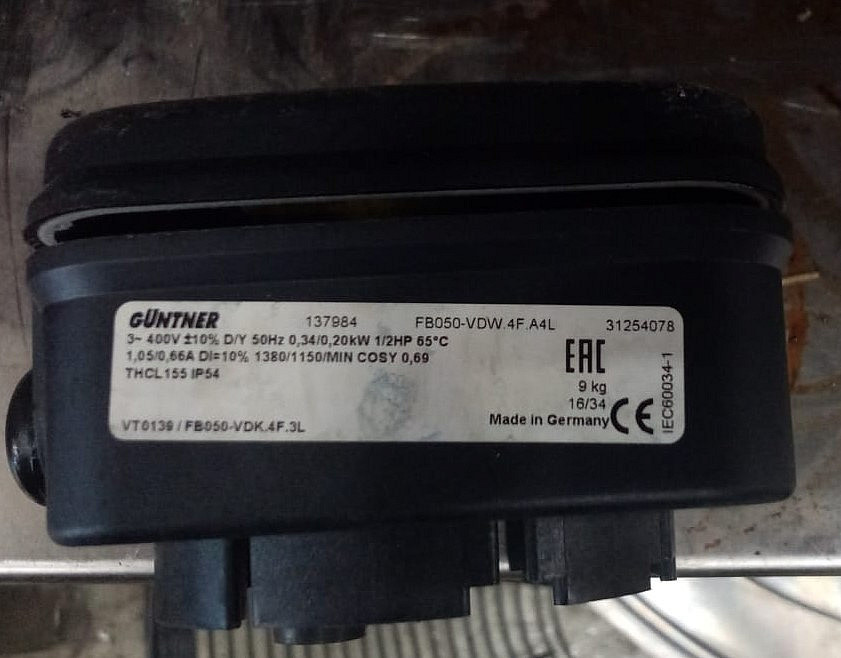 GÜNTNER 137984 FB050-VDW.4F.A4L 31254078
3~ 400V ±10% D/Y 50Hz 0,34/0,20kW 1/2HP 65°C
1,05/0,66A DI=10% 1380/1150/MIN COSY 0,69
THCL155 IP54
EAC
9 kg
16/34
Made in Germany CE
IEC60034-1
VT0139 / FB050-VDK.4F.3L